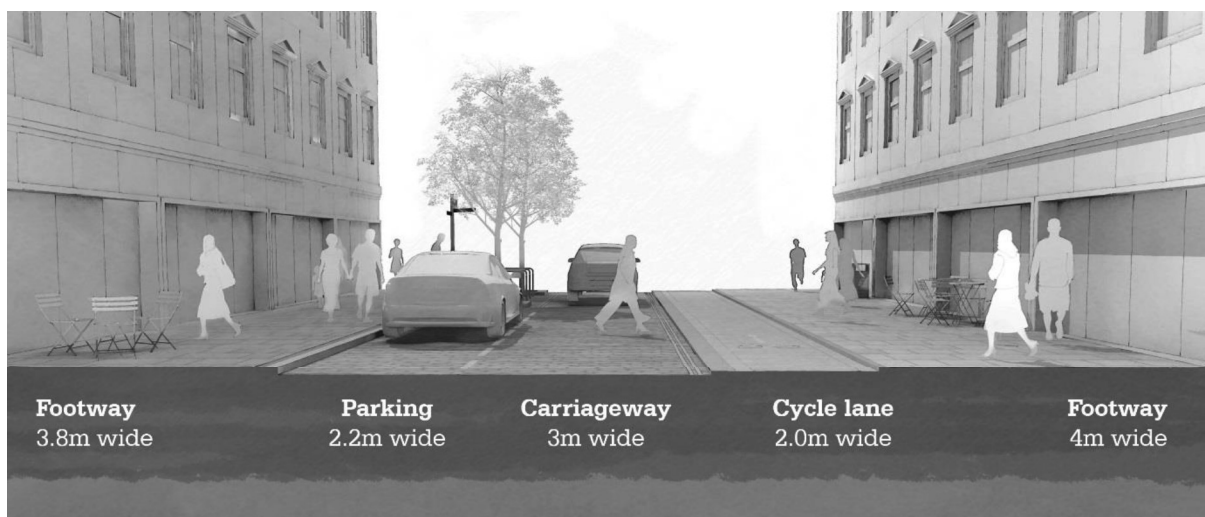 Footway
3.8m wide
Parking
2.2m wide
Carriageway
3m wide
Cycle lane
2.0m wide
Footway
4m wide